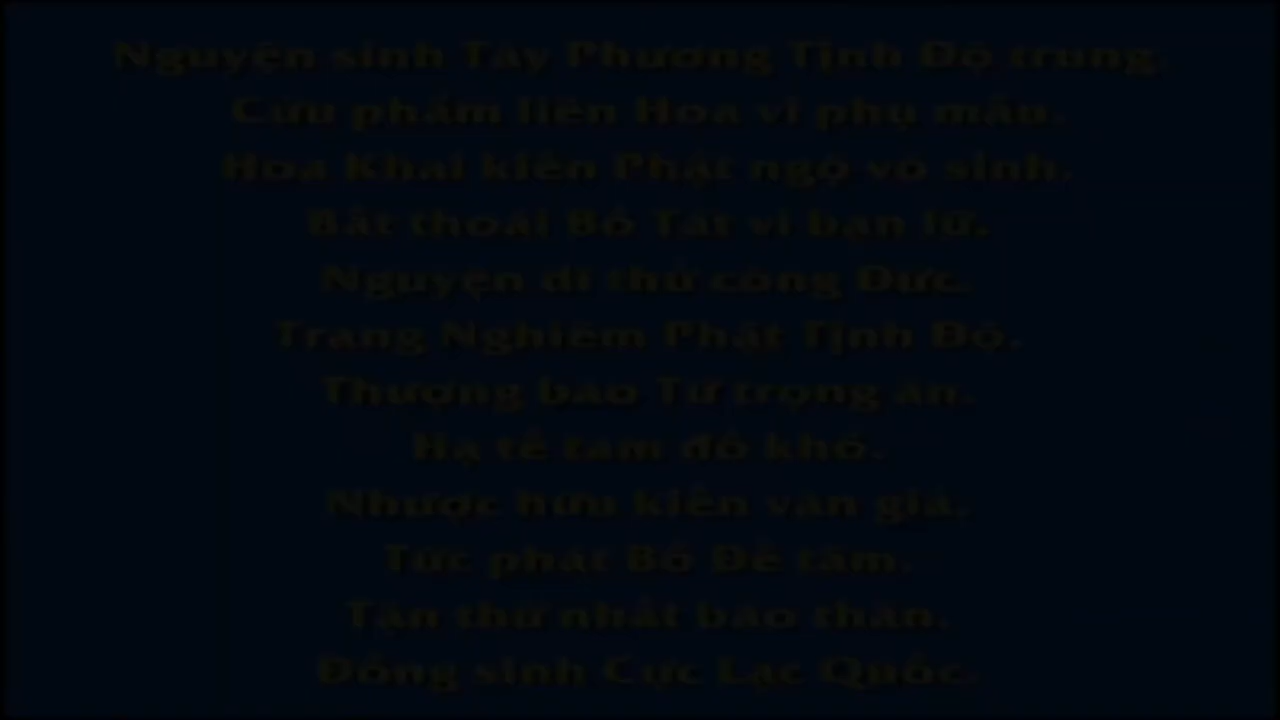 Nguyện sinh Tây Phương Tịnh Độ trung,
Cửu phẩm liên Hoa vi phụ mẫu.
Hoa Khai kiến Phật ngộ vô sinh,
Bất thoái Bồ Tát vi bạn lữ.
Nguyện dĩ thử công Đức.
Trang Nghiêm Phật Tịnh Độ.
Thượng báo Tứ trọng ân.
Hạ tế tam đồ khổ.
Nhược hữu kiến văn giả,
Tức phát Bồ Đề tâm.
Tận thử nhất báo thân.
Đồng sinh Cực Lạc Quốc.